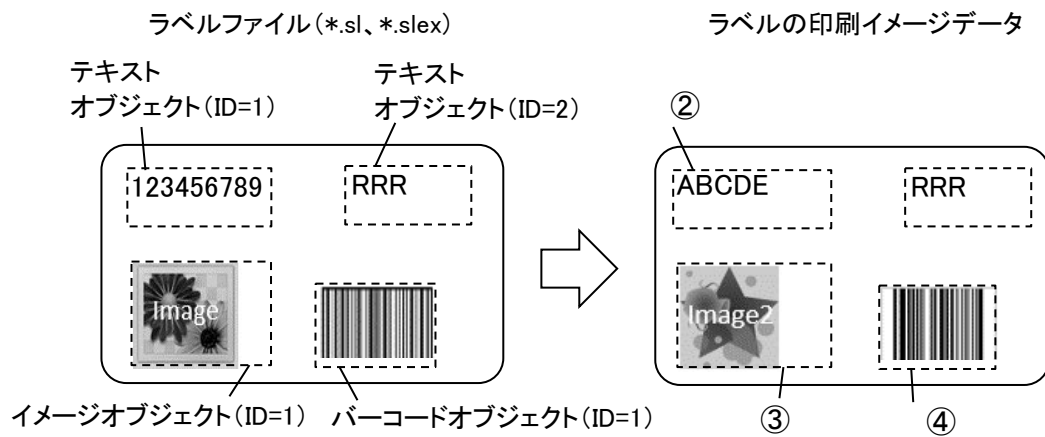 ラベルファイル(*.sl、*.slex)
ラベルの印刷イメージデータ
テキスト
オブジェクト(ID=1)
テキスト
オブジェクト(ID=2)
②
123456789
RRR
ABCDE
RRR
Image
Image2
イメージオブジェクト(ID=1)
バーコードオブジェクト(ID=1)
③
④